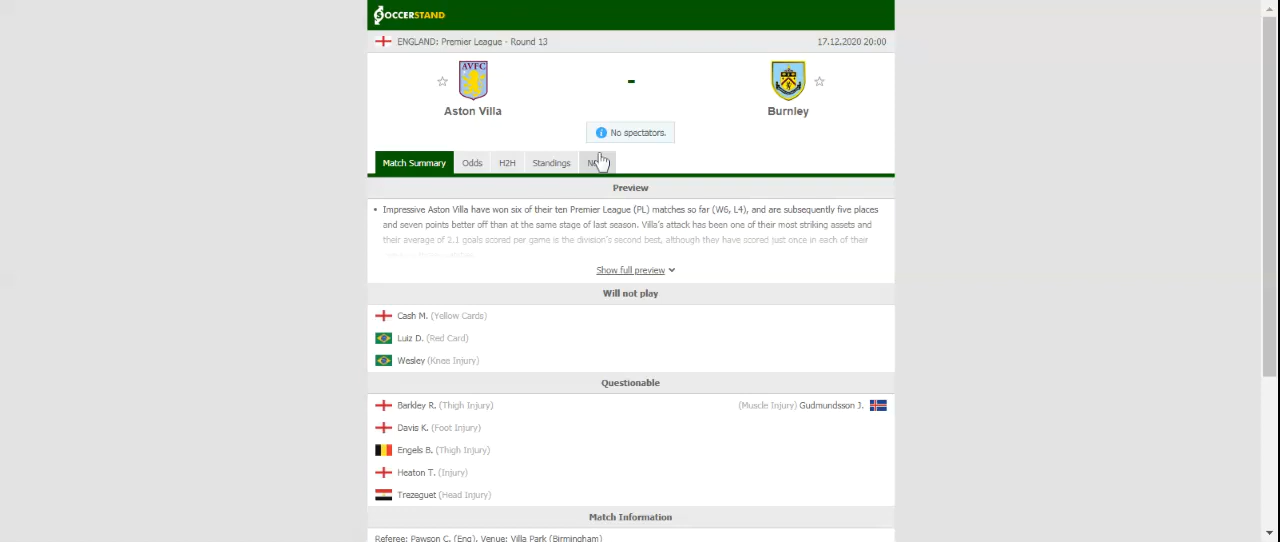 SOCCERSTAND
ENGLAND: Premier League - Round 13
17.12.2020 20:00
AVFC
-
Aston Villa
Burnley
No spectators.
Match Summary
Odds
H2H
Standings
Preview
• Impressive Aston Villa have won six of their ten Premier League (PL) matches so far (W6, L4), and are subsequently five places
and seven points better off than at the same stage of last season. Villa's attack has been one of their most striking assets and
their average of 2.1 goals scored per game is the division's second best, although they have scored just once in each of their
Show full preview
Will not play
Cash M. (Yellow Cards)
Luiz D. (Red Card)
Wesley (Knee Injury)
Questionable
Barkley R. (Thigh Injury)
(Muscle Injury) Gudmundsson J.
Davis K. (Foot Injury)
Engels B. (Thigh Injury)
Heaton T. (Injury)
Trezeguet (Head Injury)
Match Information
Referee: Pawson C. (Eng), Venue: Villa Park (Birmingham)